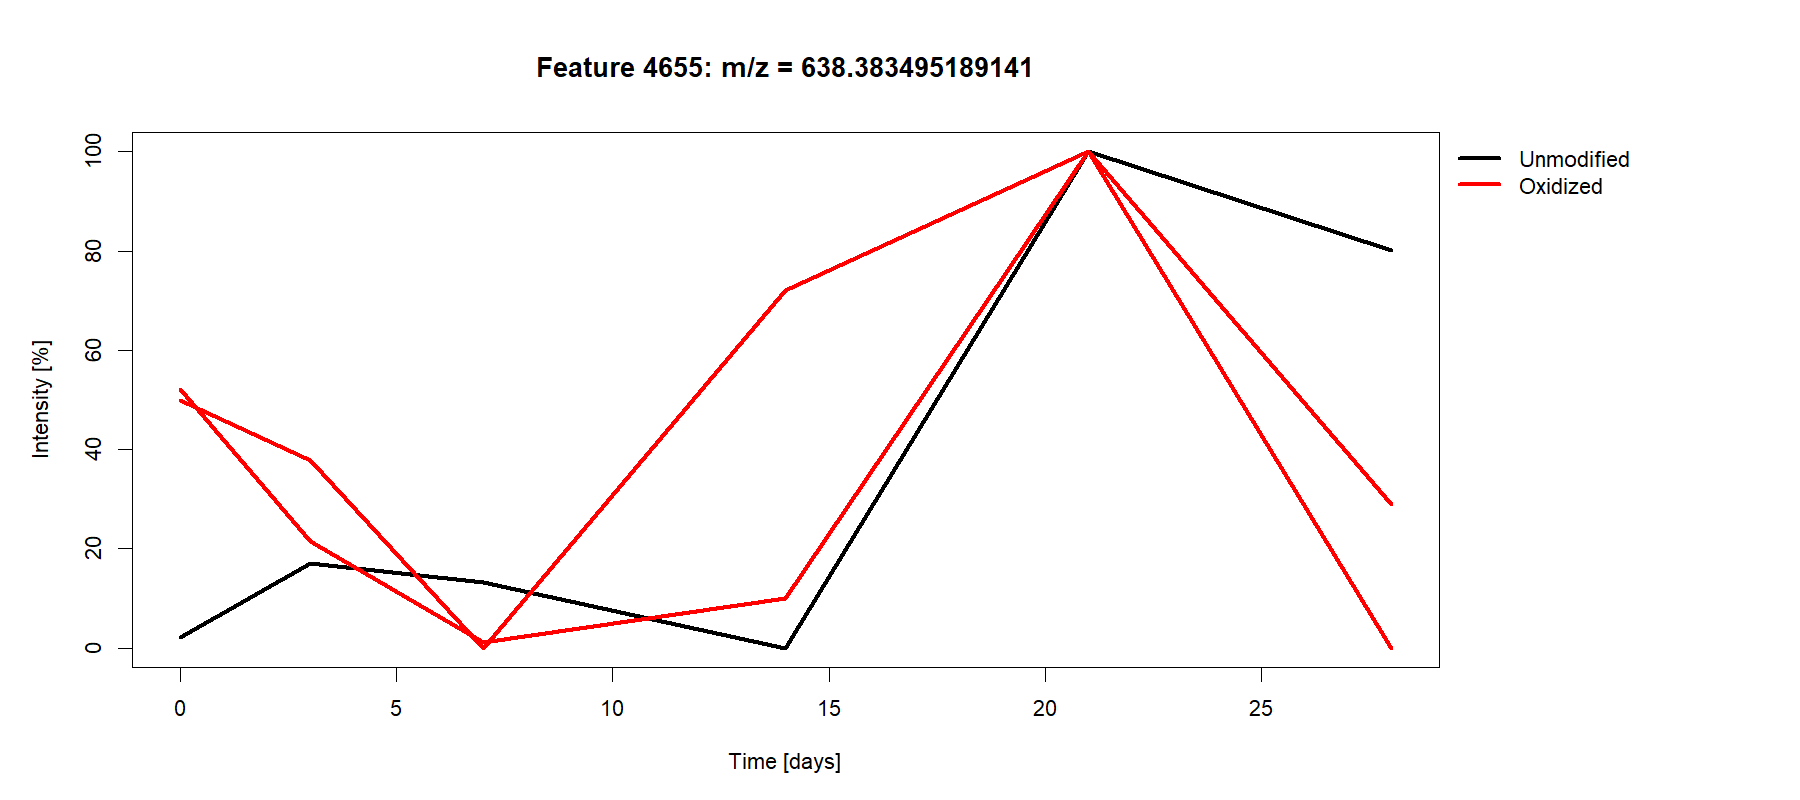 Feature 4655: m/z = 638.383495189141
Unmodified
Oxidized
Intensity [%]
100
80
60
40
20
0
0 5 10 15 20 25
Time [days]